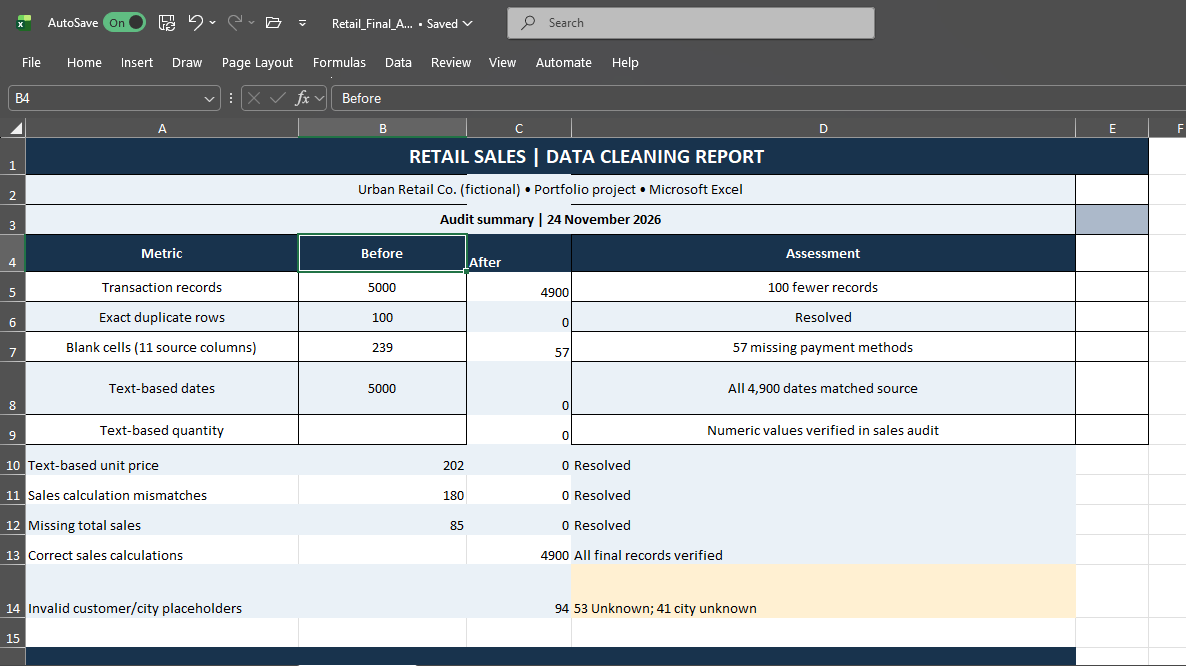 AutoSave On Retail_Final_A... • Saved Search
File Home Insert Draw Page Layout Formulas Data Review View Automate Help
B4 fx Before
A B C D E F
1 RETAIL SALES | DATA CLEANING REPORT
2 Urban Retail Co. (fictional) • Portfolio project • Microsoft Excel
3 Audit summary | 24 November 2026
4 Metric Before After Assessment
5 Transaction records 5000 4900 100 fewer records
6 Exact duplicate rows 100 0 Resolved
7 Blank cells (11 source columns) 239 57 57 missing payment methods
8 Text-based dates 5000 0 All 4,900 dates matched source
9 Text-based quantity 0 Numeric values verified in sales audit
10 Text-based unit price 202 0 Resolved
11 Sales calculation mismatches 180 0 Resolved
12 Missing total sales 85 0 Resolved
13 Correct sales calculations 4900 All final records verified
14 Invalid customer/city placeholders 94 53 Unknown; 41 city unknown
15